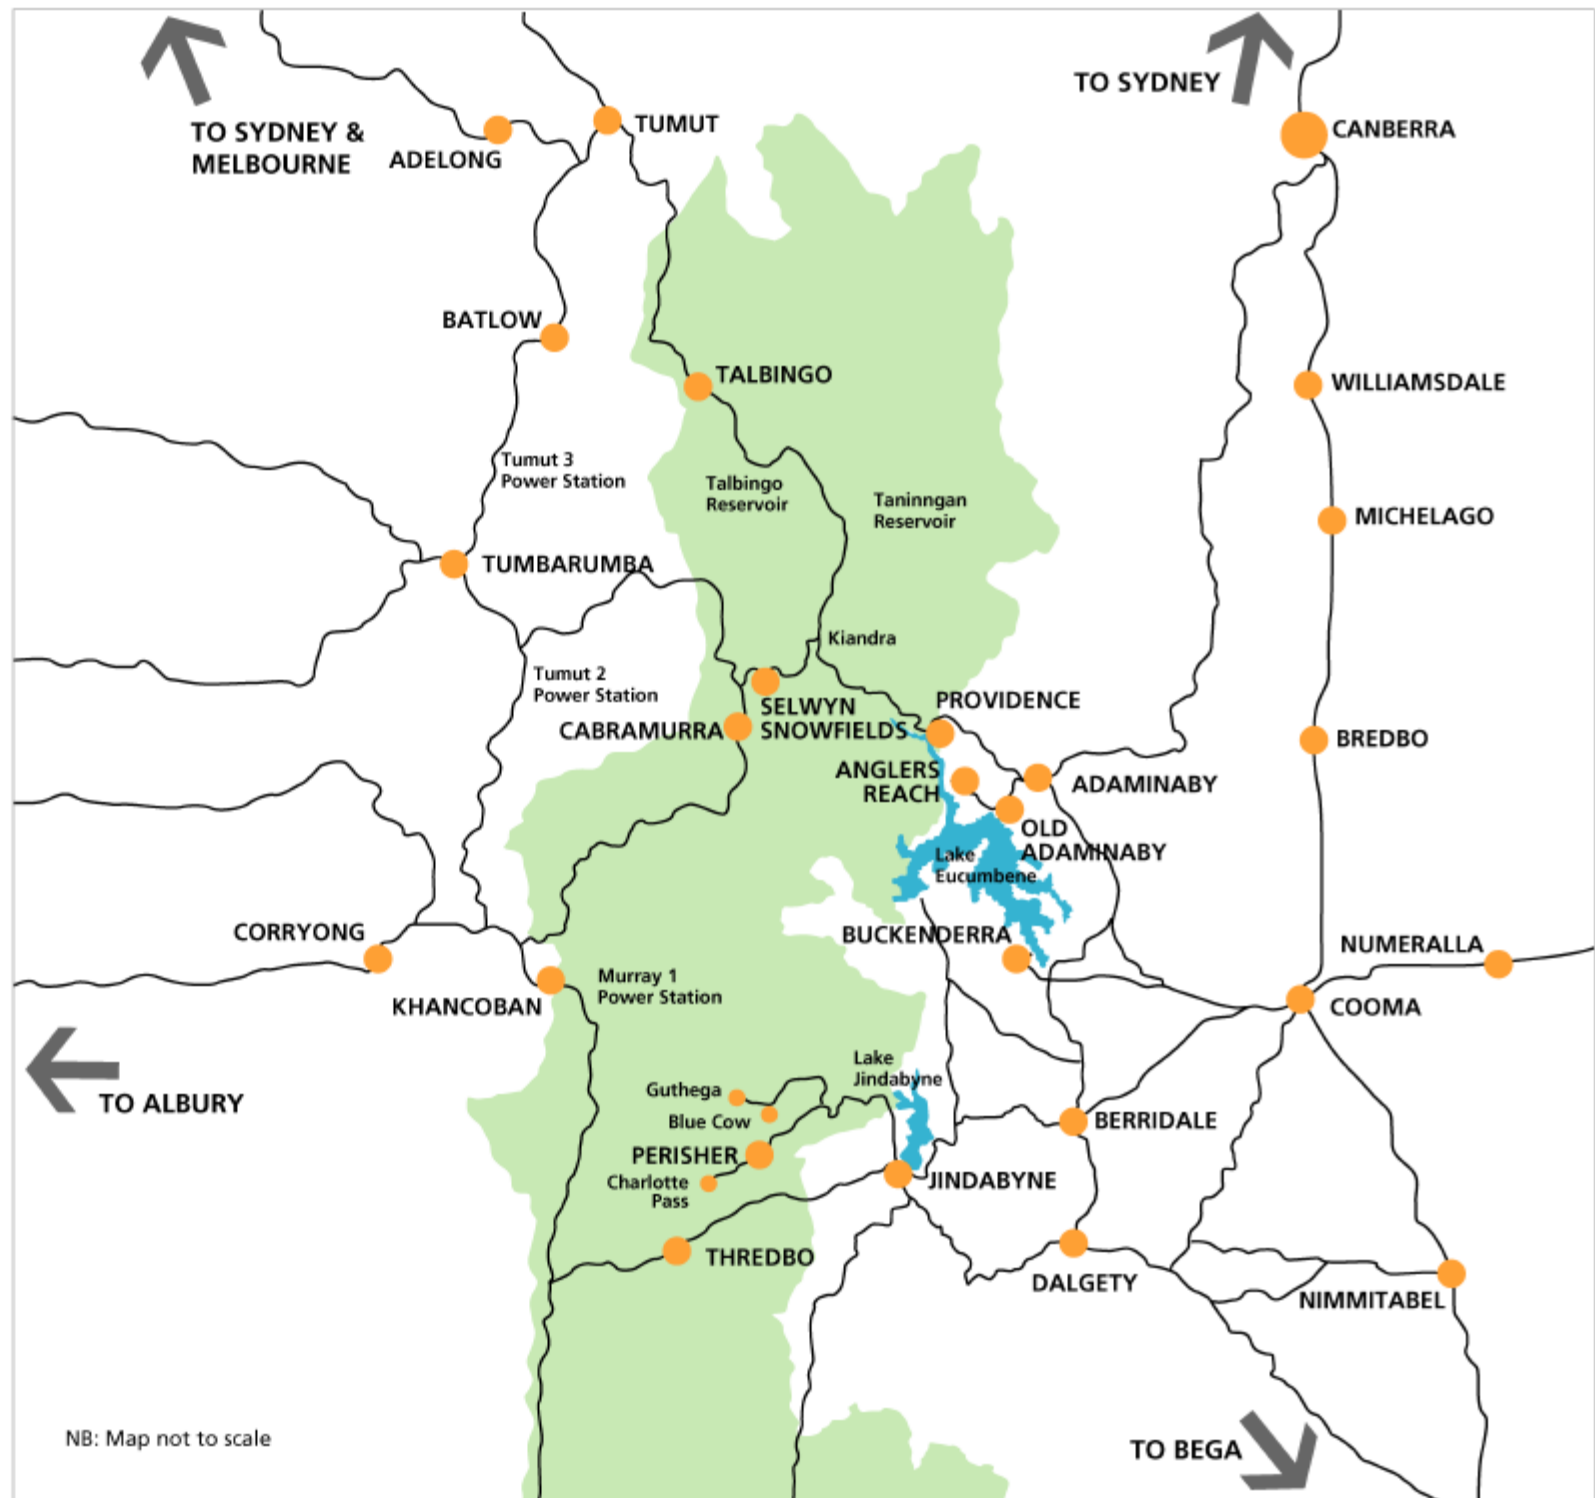 TO SYDNEY
TO SYDNEY &
MELBOURNE
ADELONG
TUMUT
CANBERRA
BATLOW
TALBINGO
WILLIAMSDALE
Tumut 3
Power Station
Talbingo
Reservoir
Taninngan
Reservoir
MICHELAGO
TUMBARUMBA
Kiandra
Tumut 2
Power Station
SELWYN
SNOWFIELDS
CABRAMURRA
PROVIDENCE
BREDBO
ANGLERS
REACH
ADAMINABY
OLD
ADAMINABY
Lake
Eucumbene
CORRYONG
BUCKENDERRA
NUMERALLA
KHANCOBAN
Murray 1
Power Station
COOMA
Lake
Jindabyne
TO ALBURY
Guthega
Blue Cow
BERRIDALE
PERISHER
Charlotte
Pass
JINDABYNE
THREDBO
DALGETY
NIMMITABEL
NB: Map not to scale
TO BEGA